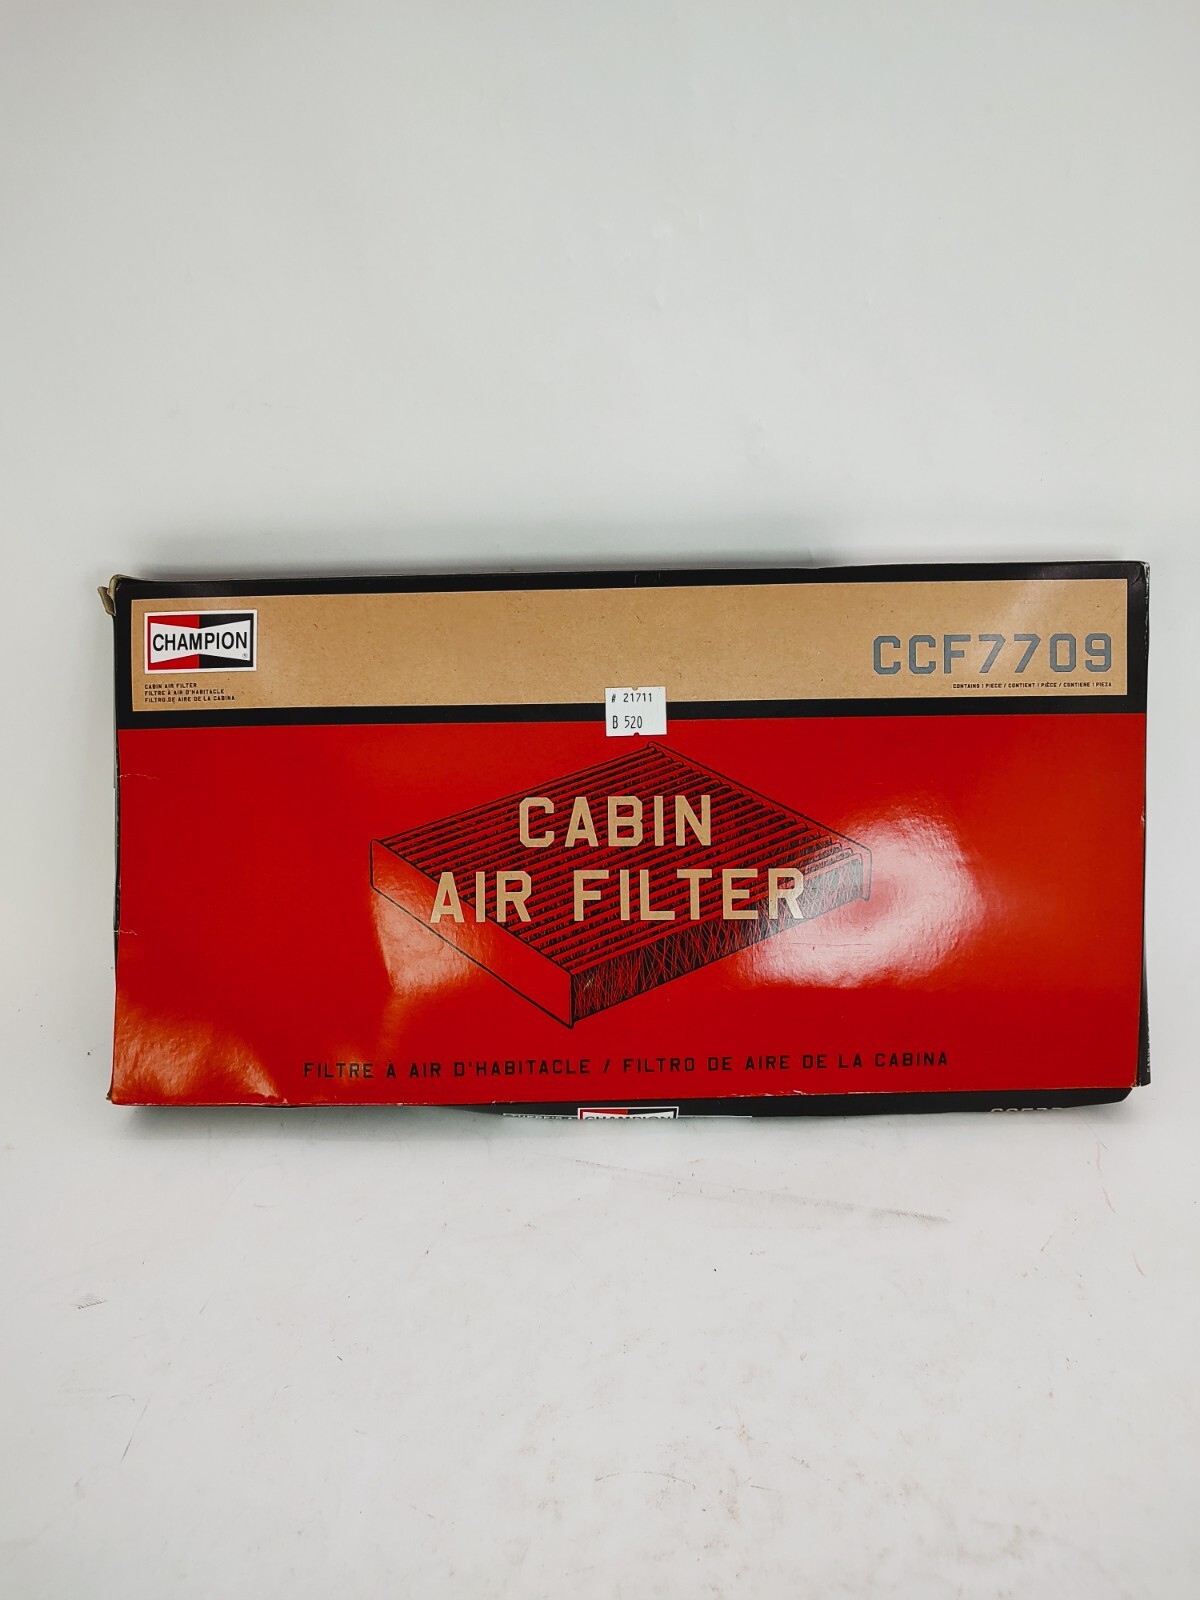 CHAMPION
CABIN AIR FILTER
FILTRE À AIR D'HABITACLE
FILTRO DE AIRE DE LA CABINA
CCF7709
CONTAINS 1 PIECE / CONTIENT 1 PIÈCE / CONTIENE 1 PIEZA
# 21711
B 520
CABIN
AIR FILTER
FILTRE À AIR D'HABITACLE / FILTRO DE AIRE DE LA CABINA
CHAMPION